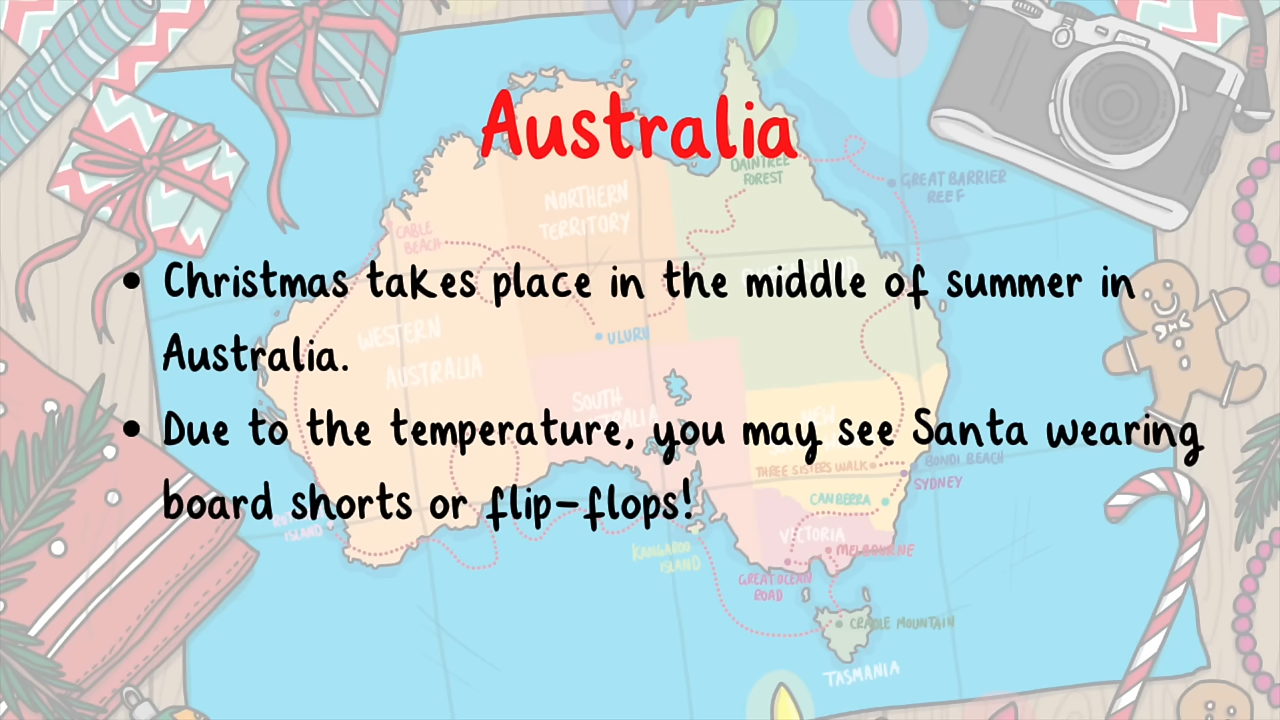 Australia
DAINTREE
FOREST
GREAT BARRIER
REEF
NORTHERN
TERRITORY
CABLE
BEACH
• Christmas takes place in the middle of summer in
Australia.
WESTERN
AUSTRALIA
ULURU
SOUTH
• Due to the temperature, you may see Santa wearing
board shorts or flip-flops!
NEW
THREE SISTERS WALK
BONDI BEACH
SYDNEY
CANBERRA
VICTORIA
MELBOURNE
ISLAND
KANGAROO
ISLAND
GREAT OCEAN
ROAD
CRADLE MOUNTAIN
TASMANIA